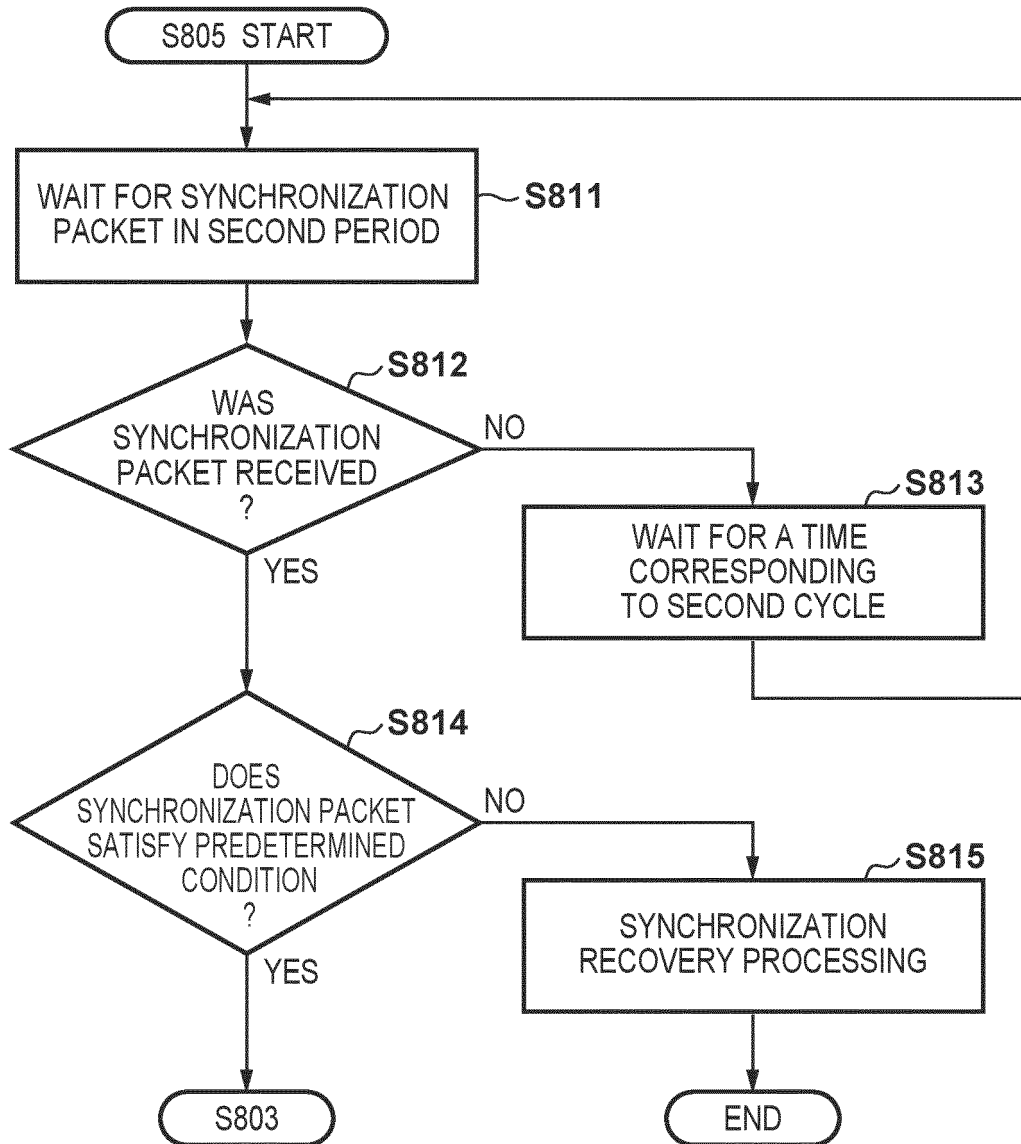 S805 START
WAIT FOR SYNCHRONIZATION
PACKET IN SECOND PERIOD
S811
S812
WAS
SYNCHRONIZATION
PACKET RECEIVED
?
NO
YES
S813
WAIT FOR A TIME
CORRESPONDING
TO SECOND CYCLE
S814
DOES
SYNCHRONIZATION PACKET
SATISFY PREDETERMINED
CONDITION
?
NO
YES
S815
SYNCHRONIZATION
RECOVERY PROCESSING
S803
END